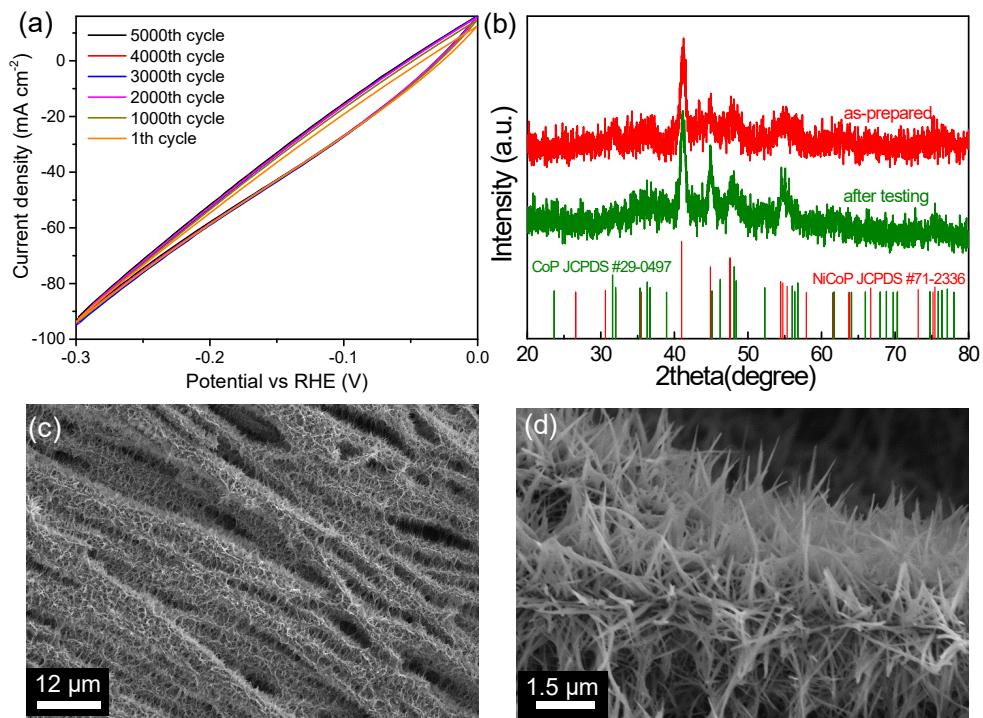 (a)
5000th cycle
4000th cycle
3000th cycle
2000th cycle
1000th cycle
1th cycle
Current density (mA cm⁻²)
0
-20
-40
-60
-80
-100
-0.3
-0.2
-0.1
0.0
Potential vs RHE (V)
(b)
as-prepared
after testing
CoP JCPDS #29-0497
NiCoP JCPDS #71-2336
Intensity (a.u.)
20
30
40
50
60
70
80
2theta(degree)
(c)
12 µm
(d)
1.5 µm